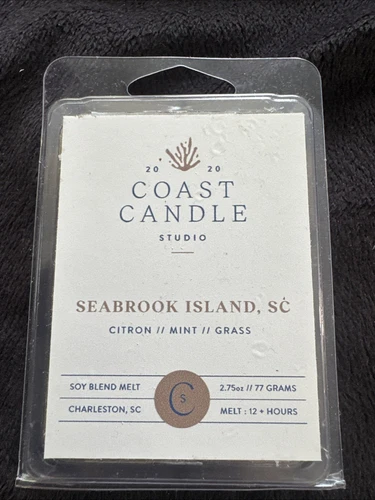 20 20
COAST
CANDLE
STUDIO
SEABROOK ISLAND, SC
CITRON // MINT // GRASS
SOY BLEND MELT 2.75oz // 77 GRAMS
CS
CHARLESTON, SC MELT : 12 + HOURS